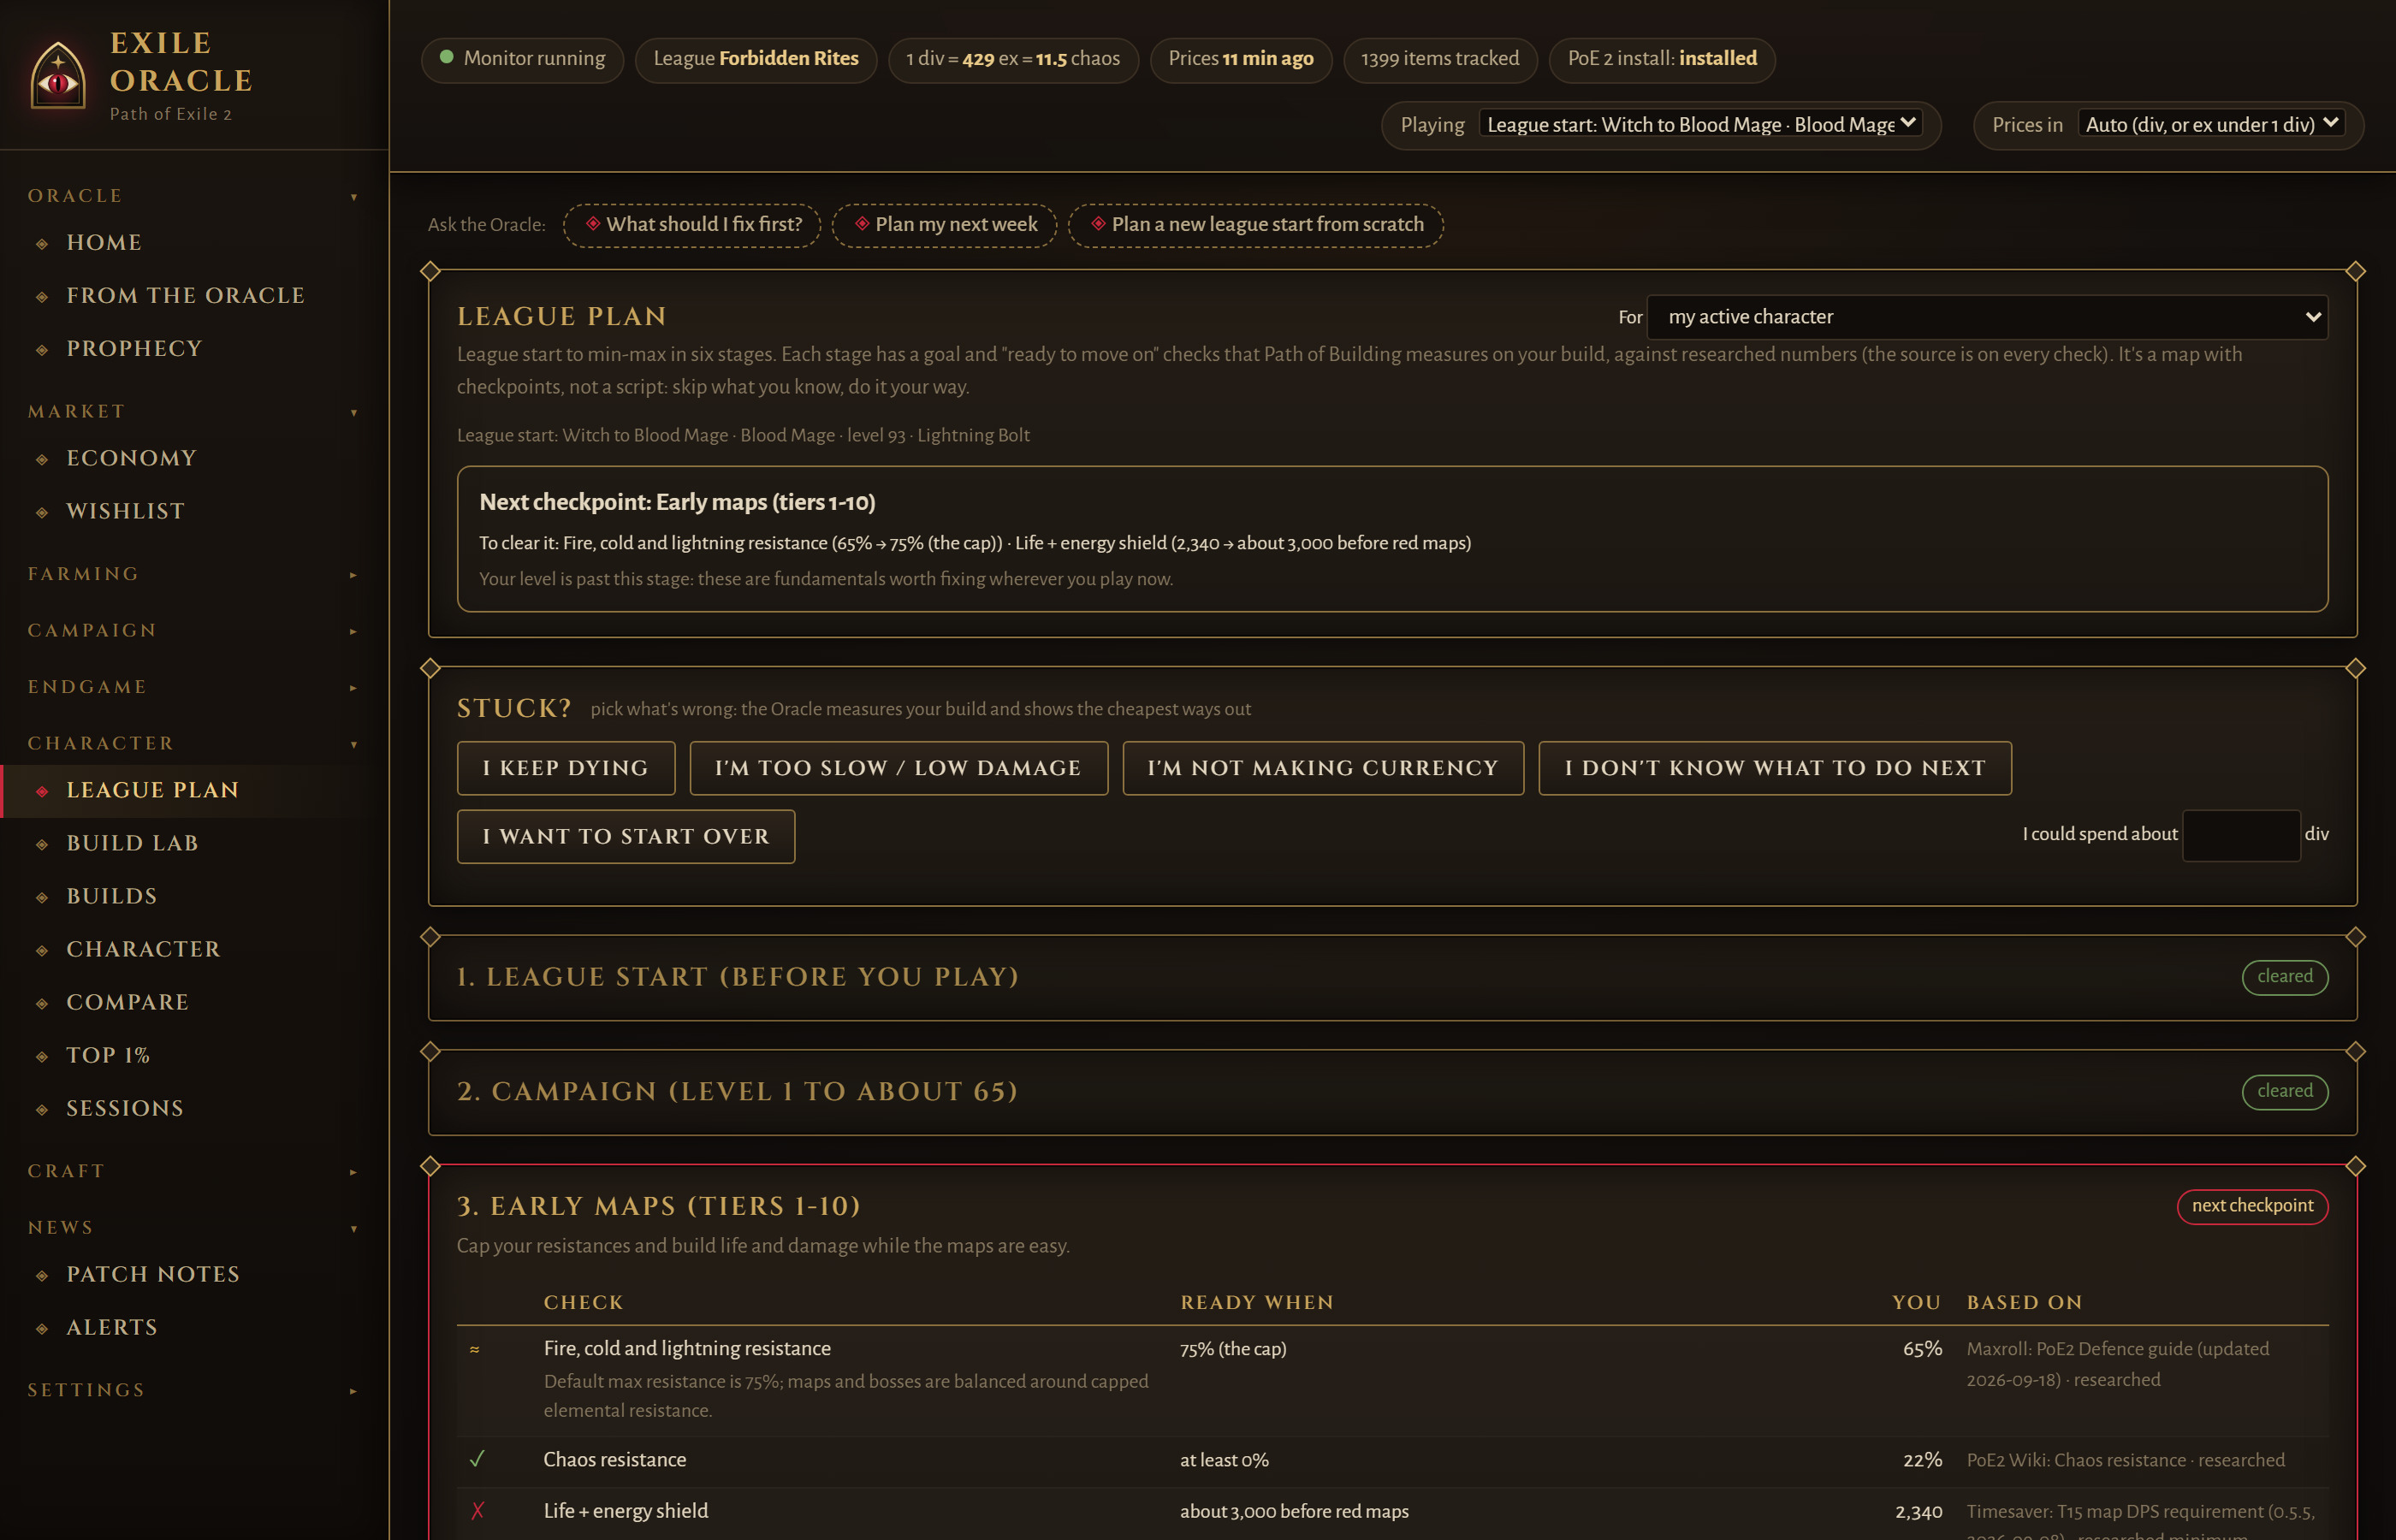 EXILE
ORACLE
Path of Exile 2
Monitor running
League Forbidden Rites
1 div = 429 ex = 11.5 chaos
Prices 11 min ago
1399 items tracked
PoE 2 install: installed
Playing League start: Witch to Blood Mage · Blood Mage
Prices in Auto (div, or ex under 1 div)
ORACLE
HOME
FROM THE ORACLE
PROPHECY
MARKET
ECONOMY
WISHLIST
FARMING
CAMPAIGN
ENDGAME
CHARACTER
LEAGUE PLAN
BUILD LAB
BUILDS
CHARACTER
COMPARE
TOP 1%
SESSIONS
CRAFT
NEWS
PATCH NOTES
ALERTS
SETTINGS
Ask the Oracle: What should I fix first? Plan my next week Plan a new league start from scratch
LEAGUE PLAN
For my active character
League start to min-max in six stages. Each stage has a goal and "ready to move on" checks that Path of Building measures on your build, against researched numbers (the source is on every check). It's a map with
checkpoints, not a script: skip what you know, do it your way.
League start: Witch to Blood Mage · Blood Mage · level 93 · Lightning Bolt
Next checkpoint: Early maps (tiers 1-10)
To clear it: Fire, cold and lightning resistance (65% → 75% (the cap)) · Life + energy shield (2,340 → about 3,000 before red maps)
Your level is past this stage: these are fundamentals worth fixing wherever you play now.
STUCK? pick what's wrong: the Oracle measures your build and shows the cheapest ways out
I KEEP DYING
I'M TOO SLOW / LOW DAMAGE
I'M NOT MAKING CURRENCY
I DON'T KNOW WHAT TO DO NEXT
I WANT TO START OVER
I could spend about div
1. LEAGUE START (BEFORE YOU PLAY)
cleared
2. CAMPAIGN (LEVEL 1 TO ABOUT 65)
cleared
3. EARLY MAPS (TIERS 1-10)
next checkpoint
Cap your resistances and build life and damage while the maps are easy.
CHECK READY WHEN YOU BASED ON
≈ Fire, cold and lightning resistance 75% (the cap) 65% Maxroll: PoE2 Defence guide (updated
2026-09-18) · researched
Default max resistance is 75%; maps and bosses are balanced around capped
elemental resistance.
✓ Chaos resistance at least 0% 22% PoE2 Wiki: Chaos resistance · researched
✗ Life + energy shield about 3,000 before red maps 2,340 Timesaver: T15 map DPS requirement (0.5.5,